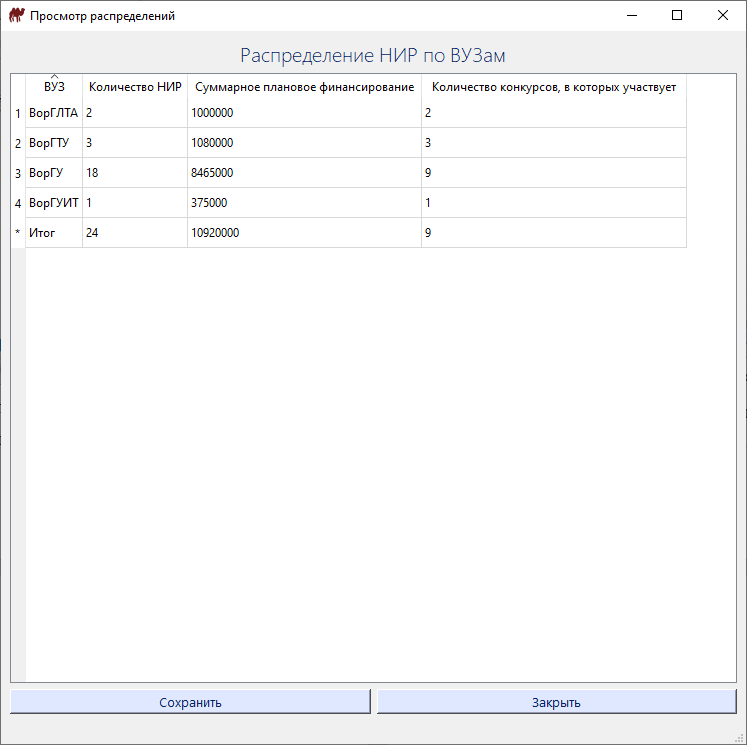 Просмотр распределений
Распределение НИР по ВУЗам
ВУЗ Количество НИР Суммарное плановое финансирование Количество конкурсов, в которых участвует
1 ВорГЛТА 2 1000000 2
2 ВорГТУ 3 1080000 3
3 ВорГУ 18 8465000 9
4 ВорГУИТ 1 375000 1
* Итог 24 10920000 9
Сохранить Закрыть